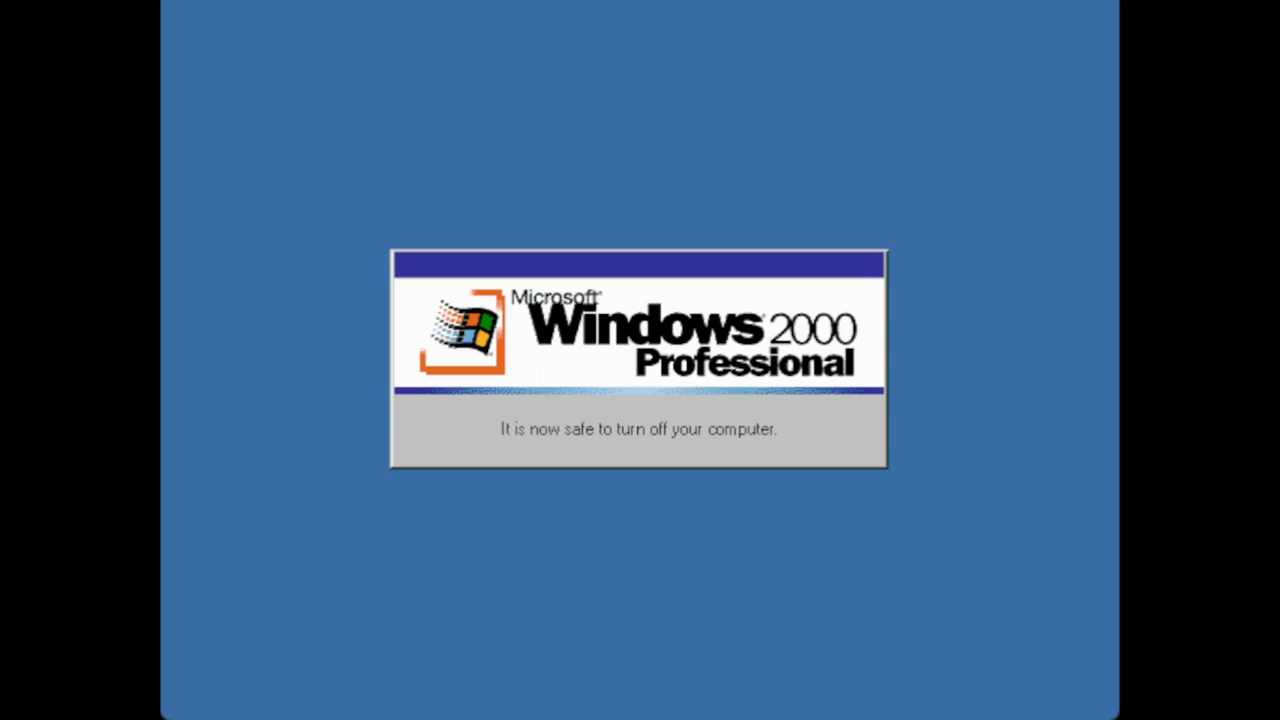 Microsoft®
Windows® 2000
Professional
It is now safe to turn off your computer.